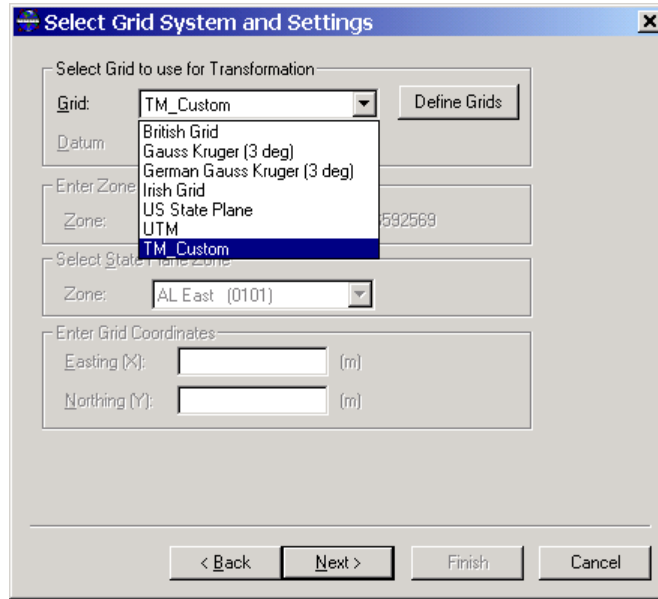 Select Grid System and Settings
Select Grid to use for Transformation
Grid: TM_Custom Define Grids
British Grid
Datum
Gauss Kruger (3 deg)
German Gauss Kruger (3 deg)
Enter Zone
Irish Grid
US State Plane
Zone: 6592569
UTM
TM_Custom
Select State Plane Zone
Zone: AL East (0101)
Enter Grid Coordinates
Easting (X): (m)
Northing (Y): (m)
< Back Next > Finish Cancel